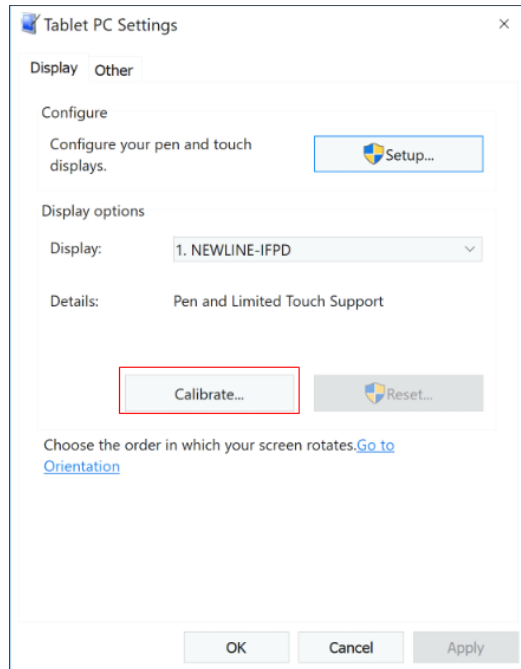 Tablet PC Settings
Display
Other
Configure
Configure your pen and touch
displays.
Setup...
Display options
Display:
1. NEWLINE-IFPD
Details:
Pen and Limited Touch Support
Calibrate...
Reset...
Choose the order in which your screen rotates.Go to
Orientation
OK
Cancel
Apply